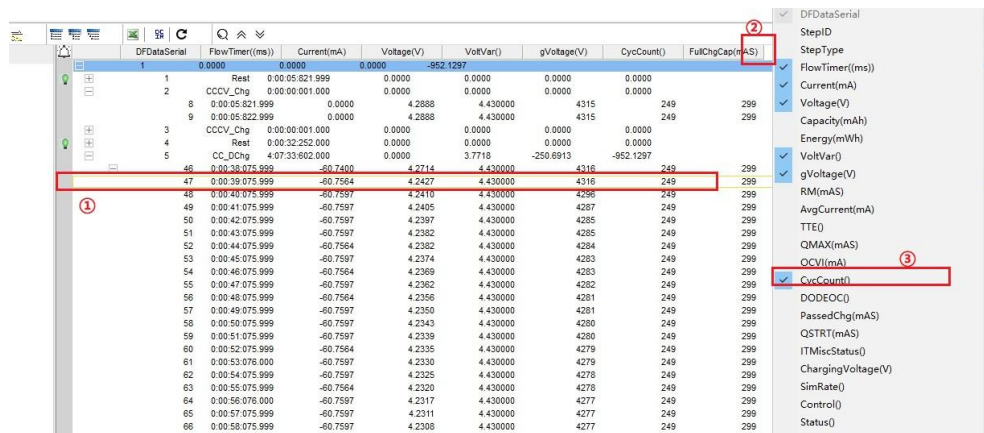 DFDataSerial
②
StepID
StepType
DFDataSerial FlowTimer((ms)) Current(mA) Voltage(V) VoltVar() gVoltage(V) CycCount() FullChgCap(mAS)
FlowTimer((ms))
1 0.0000 0.0000 0.0000 -952.1297
Current(mA)
1 Rest 0:00:05:821.999 0.0000 0.0000 0.0000 0.0000
2 CCCV_Chg 0:00:00:001.000 0.0000 0.0000 0.0000 0.0000
Voltage(V)
8 0:00:05:821.999 0.0000 4.2888 4.430000 4315 249 299
Capacity(mAh)
9 0:00:05:822.999 0.0000 4.2888 4.430000 4315 249 299
Energy(mWh)
3 CCCV_Chg 0:00:00:001.000 0.0000 0.0000 0.0000 0.0000
4 Rest 0:00:32:252.000 0.0000 0.0000 0.0000 0.0000
VoltVar()
5 CC_DChg 4:07:33:602.000 0.0000 3.7718 -250.6913 -952.1297
gVoltage(V)
46 0:00:38:075.999 -60.7400 4.2714 4.430000 4316 249 299
47 0:00:39:075.999 -60.7564 4.2427 4.430000 4316 249 299
RM(mAS)
48 0:00:40:075.999 -60.7597 4.2410 4.430000 4296 249 299
①
49 0:00:41:075.999 -60.7597 4.2405 4.430000 4287 249 299
AvgCurrent(mA)
50 0:00:42:075.999 -60.7597 4.2397 4.430000 4285 249 299
TTE()
51 0:00:43:075.999 -60.7597 4.2382 4.430000 4285 249 299
QMAX(mAS)
52 0:00:44:075.999 -60.7564 4.2382 4.430000 4284 249 299
53 0:00:45:075.999 -60.7597 4.2374 4.430000 4283 249 299
OCVI(mA)
③
54 0:00:46:075.999 -60.7564 4.2369 4.430000 4283 249 299
CycCount()
55 0:00:47:075.999 -60.7597 4.2362 4.430000 4282 249 299
56 0:00:48:075.999 -60.7564 4.2356 4.430000 4281 249 299
DODEOC()
57 0:00:49:075.999 -60.7597 4.2350 4.430000 4281 249 299
PassedChg(mAS)
58 0:00:50:075.999 -60.7597 4.2343 4.430000 4280 249 299
59 0:00:51:075.999 -60.7597 4.2339 4.430000 4280 249 299
QSTRT(mAS)
60 0:00:52:075.999 -60.7564 4.2335 4.430000 4279 249 299
ITMiscStatus()
61 0:00:53:076.000 -60.7597 4.2330 4.430000 4279 249 299
ChargingVoltage(V)
62 0:00:54:075.999 -60.7597 4.2325 4.430000 4278 249 299
63 0:00:55:075.999 -60.7564 4.2320 4.430000 4278 249 299
SimRate()
64 0:00:56:076.000 -60.7597 4.2317 4.430000 4277 249 299
Control()
65 0:00:57:075.999 -60.7597 4.2311 4.430000 4277 249 299
Status()
66 0:00:58:075.999 -60.7597 4.2308 4.430000 4277 249 299